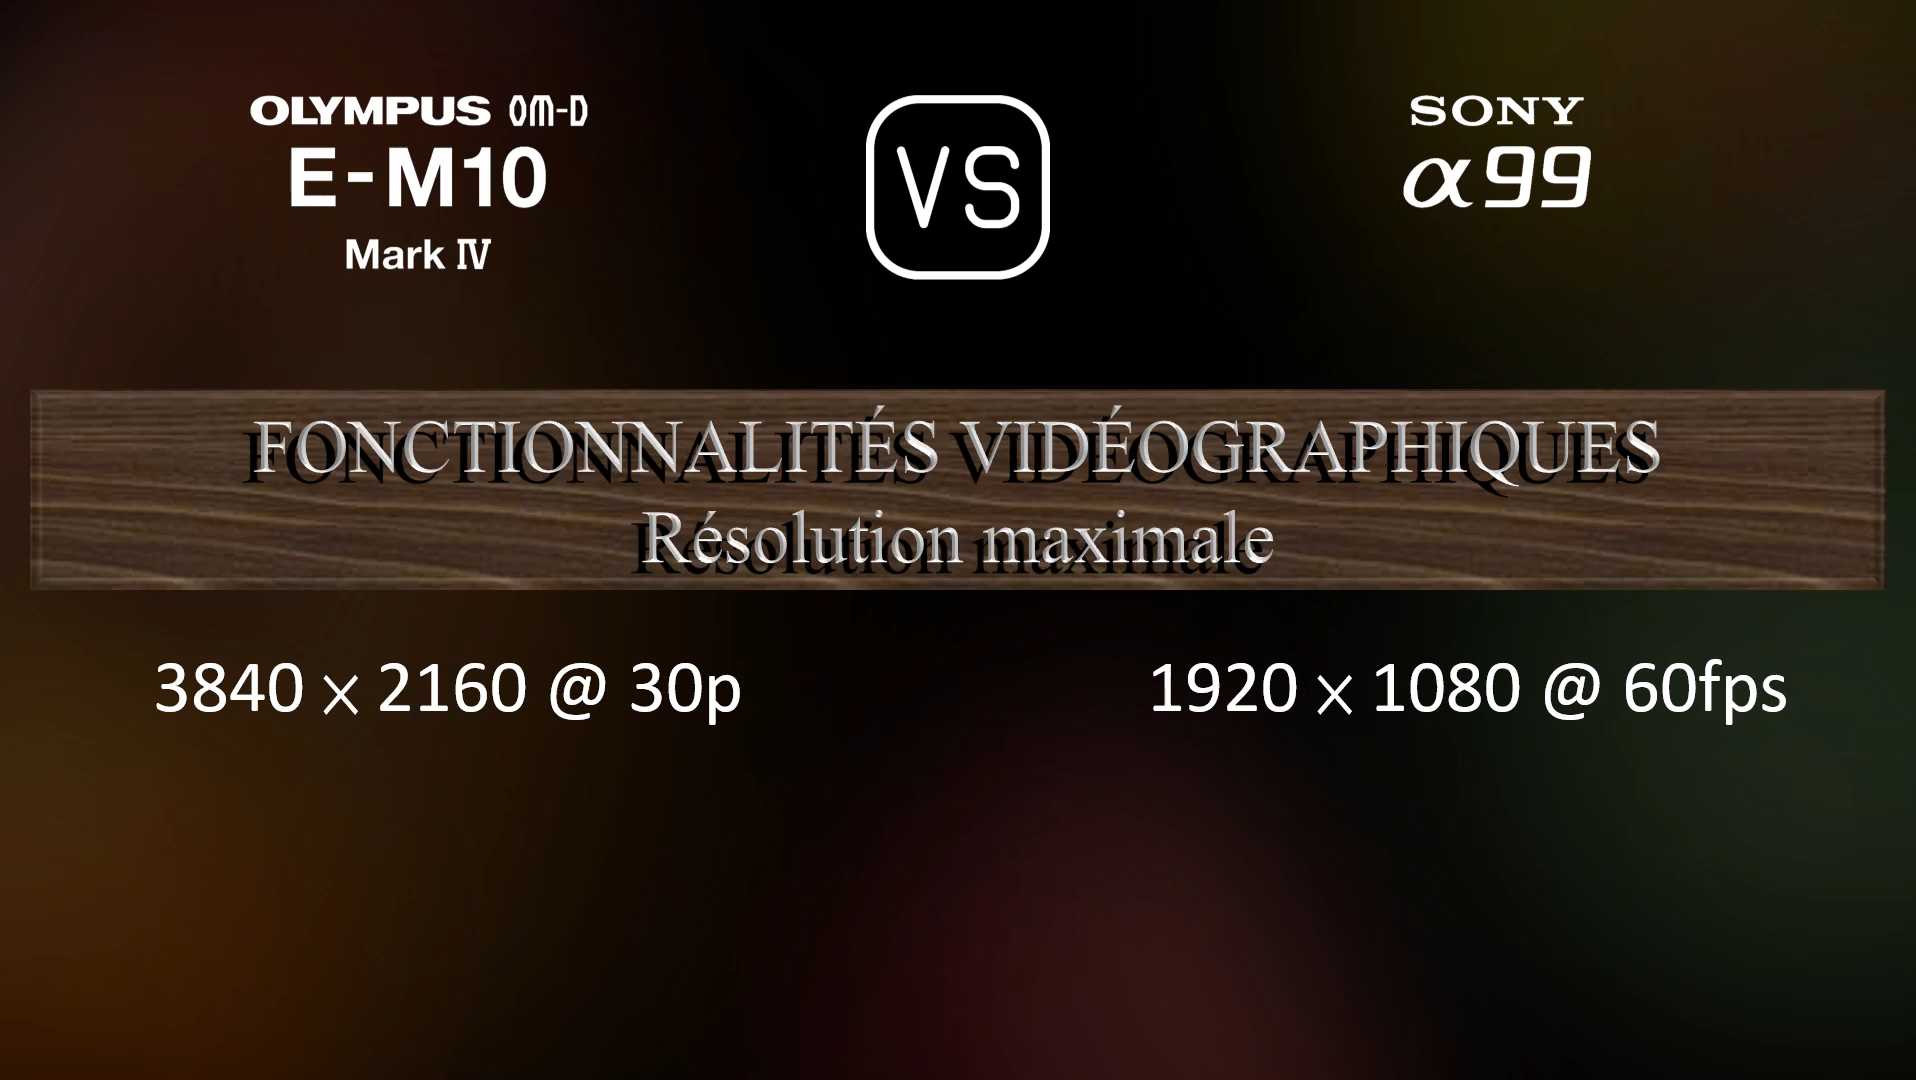 OLYMPUS OM-D
E-M10
Mark IV
VS
SONY
α99
FONCTIONNALITÉS VIDÉOGRAPHIQUES
Résolution maximale
3840 x 2160 @ 30p
1920 x 1080 @ 60fps